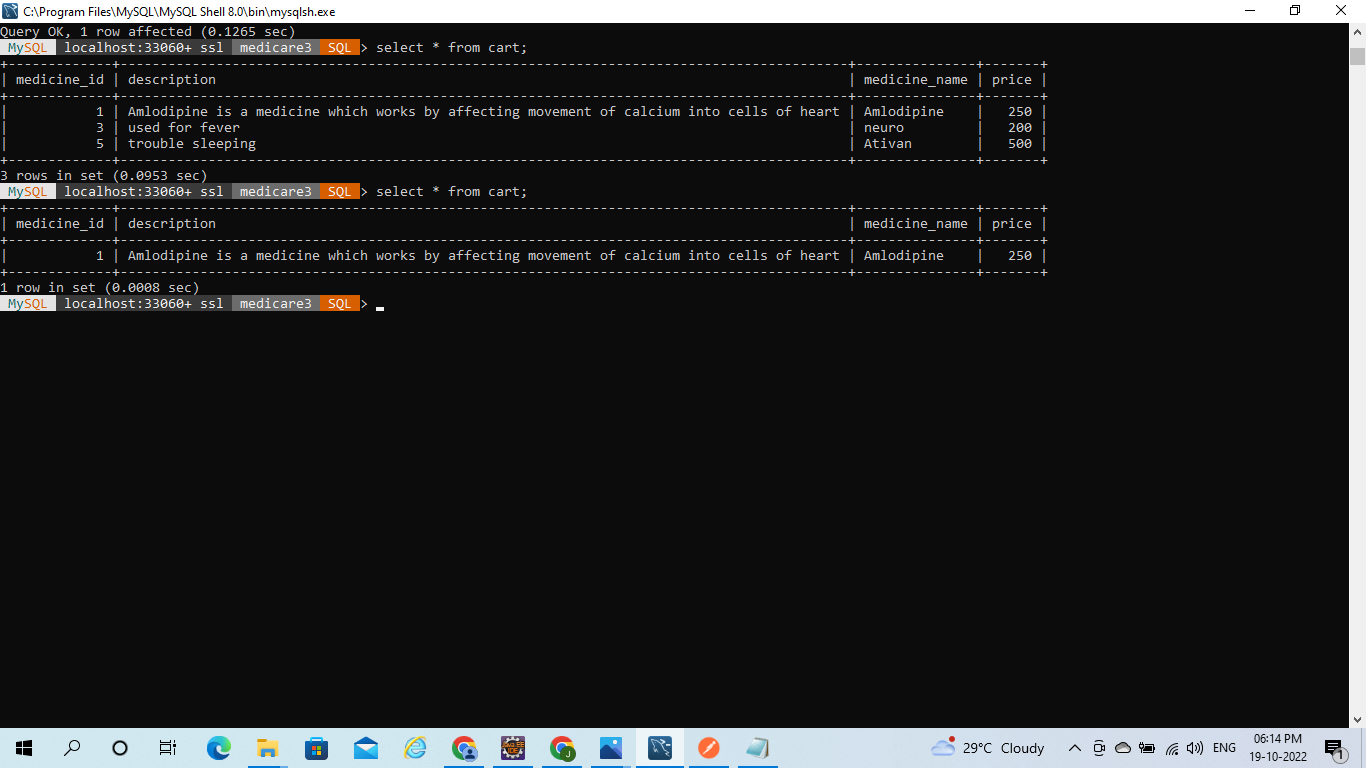 C:\Program Files\MySQL\MySQL Shell 8.0\bin\mysqlsh.exe
Query OK, 1 row affected (0.1265 sec)
MySQL localhost:33060+ ssl medicare3 SQL > select * from cart;
+-------------+-------------------------------------------------------------------------------------------+---------------+-------+
| medicine_id | description                                                                               | medicine_name | price |
+-------------+-------------------------------------------------------------------------------------------+---------------+-------+
|           1 | Amlodipine is a medicine which works by affecting movement of calcium into cells of heart | Amlodipine    |   250 |
|           3 | used for fever                                                                            | neuro         |   200 |
|           5 | trouble sleeping                                                                          | Ativan        |   500 |
+-------------+-------------------------------------------------------------------------------------------+---------------+-------+
3 rows in set (0.0953 sec)
MySQL localhost:33060+ ssl medicare3 SQL > select * from cart;
+-------------+-------------------------------------------------------------------------------------------+---------------+-------+
| medicine_id | description                                                                               | medicine_name | price |
+-------------+-------------------------------------------------------------------------------------------+---------------+-------+
|           1 | Amlodipine is a medicine which works by affecting movement of calcium into cells of heart | Amlodipine    |   250 |
+-------------+-------------------------------------------------------------------------------------------+---------------+-------+
1 row in set (0.0008 sec)
MySQL localhost:33060+ ssl medicare3 SQL >
Java EE
IDE
J
29°C Cloudy
ENG
06:14 PM
19-10-2022
1